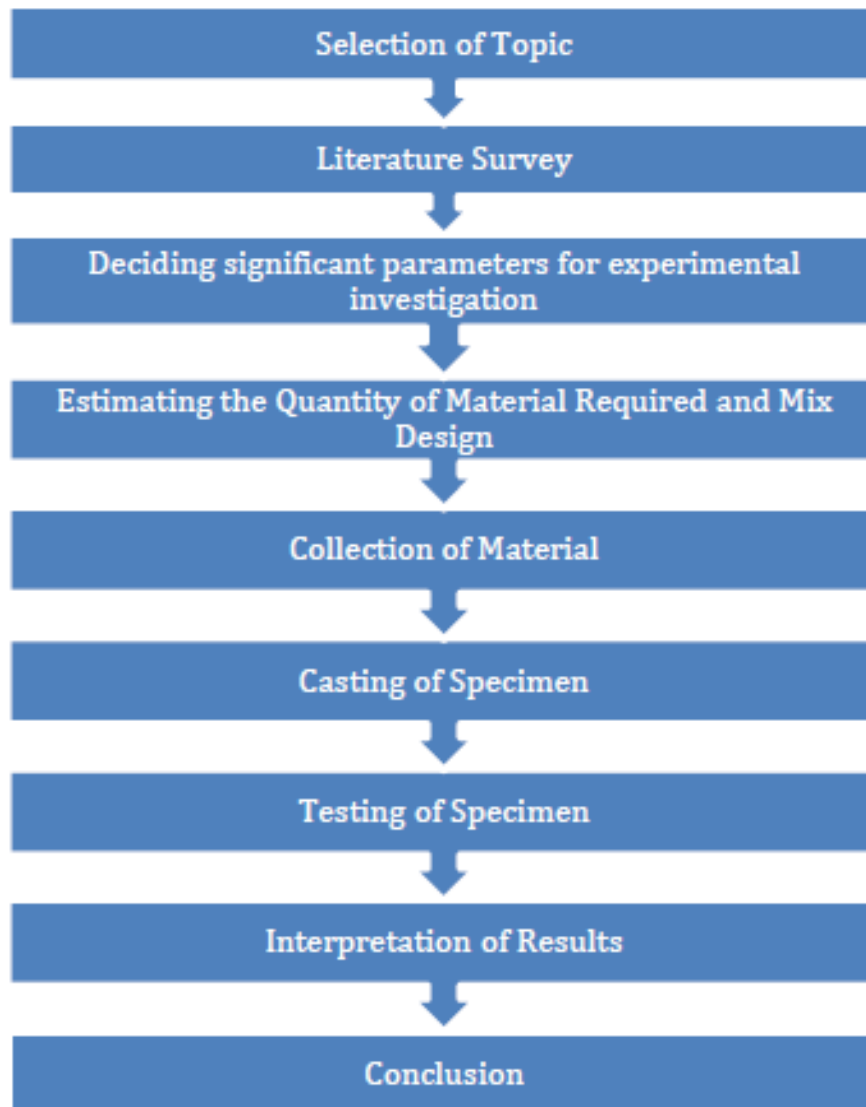 Selection of Topic
Literature Survey
Deciding significant parameters for experimental
investigation
Estimating the Quantity of Material Required and Mix
Design
Collection of Material
Casting of Specimen
Testing of Specimen
Interpretation of Results
Conclusion